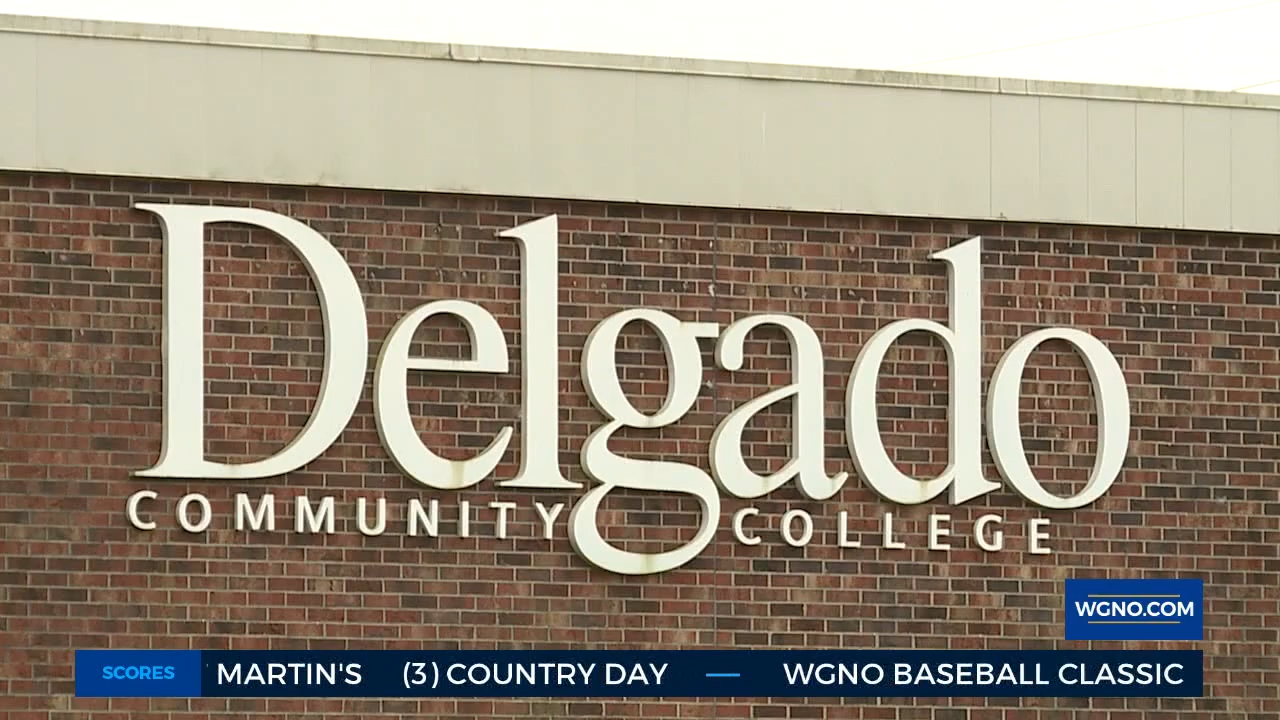 Delgado
COMMUNITY COLLEGE
WGNO.COM
SCORES MARTIN'S (3) COUNTRY DAY — WGNO BASEBALL CLASSIC